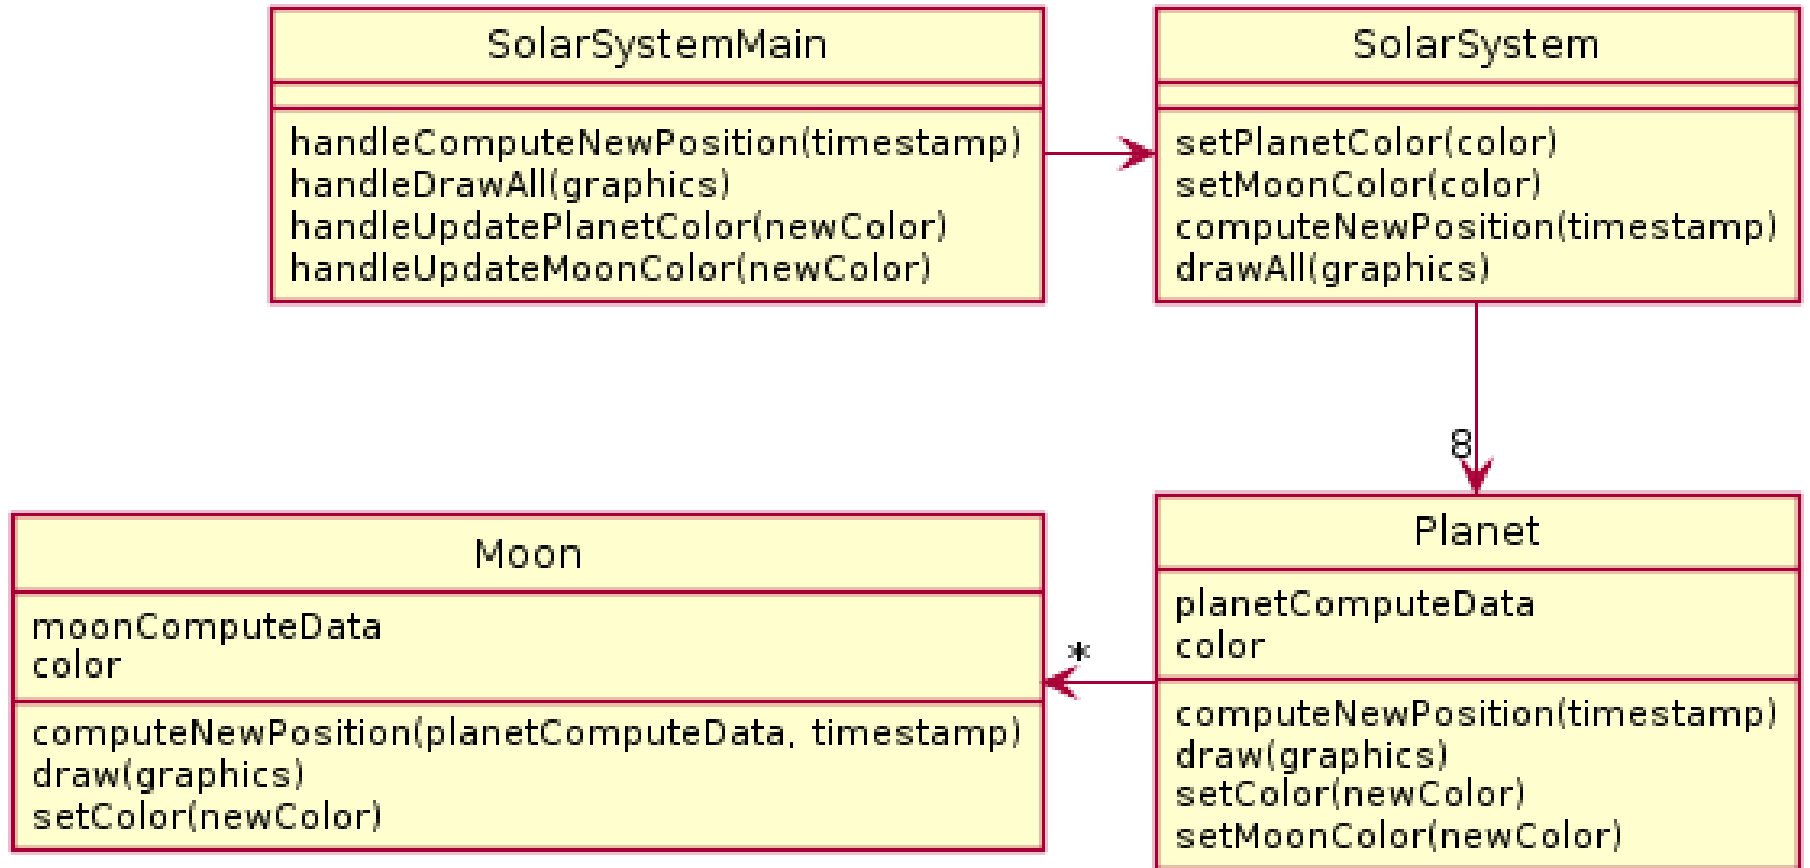 SolarSystemMain
handleComputeNewPosition(timestamp)
handleDrawAll(graphics)
handleUpdatePlanetColor(newColor)
handleUpdateMoonColor(newColor)
SolarSystem
setPlanetColor(color)
setMoonColor(color)
computeNewPosition(timestamp)
drawAll(graphics)
8
Moon
moonComputeData
color
computeNewPosition(planetComputeData, timestamp)
draw(graphics)
setColor(newColor)
*
Planet
planetComputeData
color
computeNewPosition(timestamp)
draw(graphics)
setColor(newColor)
setMoonColor(newColor)